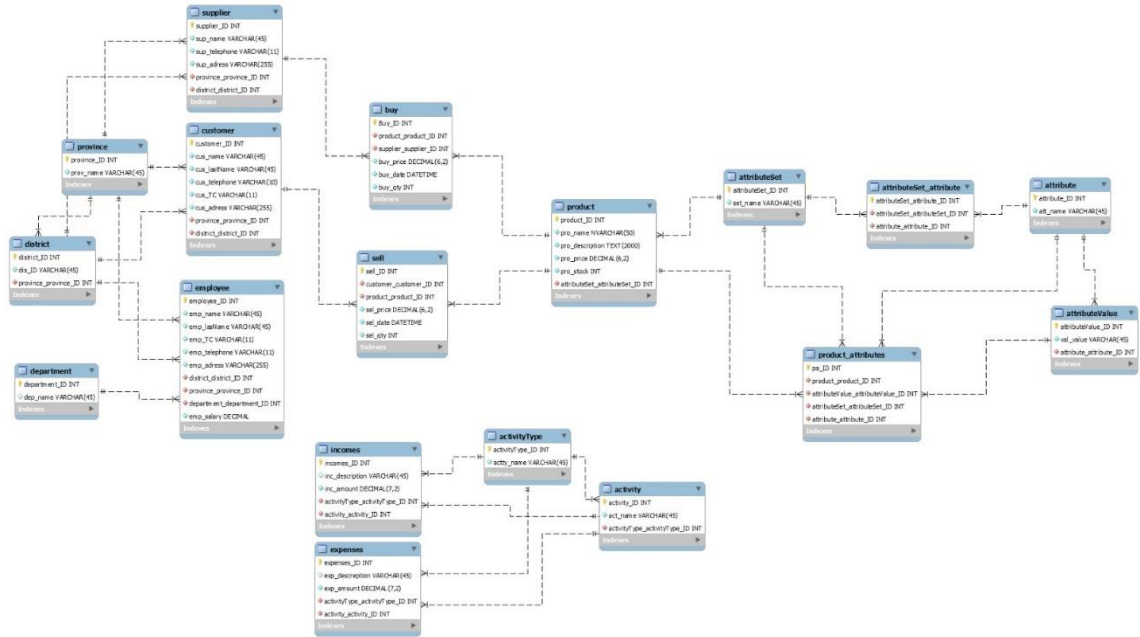 supplier
supplier_ID INT
sup_name VARCHAR(45)
sup_telephone VARCHAR(11)
sup_adress VARCHAR(255)
province_province_ID INT
district_district_ID INT
Indexes
province
province_ID INT
prov_name VARCHAR(45)
Indexes
customer
customer_ID INT
cus_name VARCHAR(45)
cus_lastName VARCHAR(45)
cus_telephone VARCHAR(10)
cus_TC VARCHAR(11)
cus_adress VARCHAR(255)
province_province_ID INT
district_district_ID INT
Indexes
district
district_ID INT
dis_ID VARCHAR(45)
province_province_ID INT
Indexes
employee
employee_ID INT
emp_name VARCHAR(45)
emp_lasName VARCHAR(45)
emp_TC VARCHAR(11)
emp_telephone VARCHAR(11)
emp_adress VARCHAR(255)
district_district_ID INT
province_province_ID INT
department_department_ID INT
emp_salary DECIMAL
Indexes
department
department_ID INT
dep_name VARCHAR(45)
Indexes
buy
Buy_ID INT
product_product_ID INT
supplier_supplier_ID INT
buy_price DECIMAL(6,2)
buy_date DATETIME
buy_qty INT
Indexes
sell
sell_ID INT
customer_customer_ID INT
product_product_ID INT
sel_price DECIMAL(6,2)
sel_date DATETIME
sel_qty INT
Indexes
product
product_ID INT
pro_name NVARCHAR(50)
pro_description TEXT(2000)
pro_price DECIMAL(6,2)
pro_stock INT
attributeSet_attributeSet_ID INT
Indexes
attributeSet
attributeSet_ID INT
set_name VARCHAR(45)
Indexes
attributeSet_attribute
attributeSet_attribute_ID INT
attributeSet_attributeSet_ID INT
attribute_attribute_ID INT
Indexes
attribute
attribute_ID INT
att_name VARCHAR(45)
Indexes
attributeValue
attributeValue_ID INT
val_value VARCHAR(45)
attribute_attribute_ID INT
Indexes
product_attributes
pa_ID INT
product_product_ID INT
attributeValue_attributeValue_ID INT
attributeSet_attributeSet_ID INT
attribute_attribute_ID INT
Indexes
incomes
incomes_ID INT
inc_description VARCHAR(45)
inc_amount DECIMAL(7,2)
activityType_activityType_ID INT
activity_activity_ID INT
Indexes
activityType
activityType_ID INT
actty_name VARCHAR(45)
Indexes
activity
activity_ID INT
act_name VARCHAR(45)
activityType_activityType_ID INT
Indexes
expenses
expenses_ID INT
exp_descreption VARCHAR(45)
exp_amount DECIMAL(7,2)
activityType_activityType_ID INT
activity_activity_ID INT
Indexes